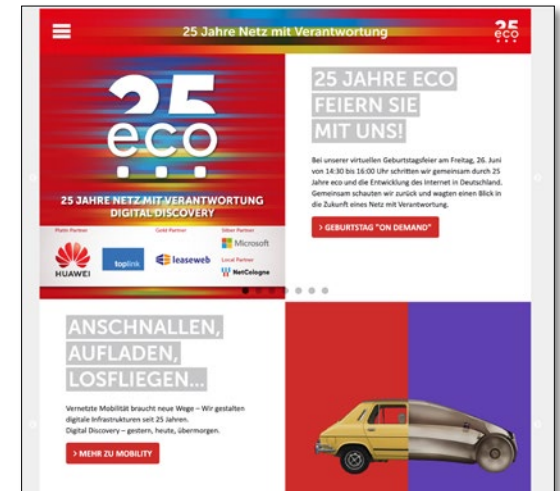 25 Jahre Netz mit Verantwortung
25
eco
25
eco
25 JAHRE NETZ MIT VERANTWORTUNG
DIGITAL DISCOVERY
Platin Partner
Gold Partner
Silber Partner
HUAWEI
toplink
leaseweb
Microsoft
Local Partner
NetCologne
25 JAHRE ECO
FEIERN SIE
MIT UNS!
Bei unserer virtuellen Geburtstagsfeier am Freitag, 26. Juni
von 14:30 bis 16:00 Uhr schritten wir gemeinsam durch 25
Jahre eco und die Entwicklung des Internet in Deutschland.
Gemeinsam schauten wir zurück und wagten einen Blick in
die Zukunft eines Netz mit Verantwortung.
> GEBURTSTAG "ON DEMAND"
ANSCHNALLEN,
AUFLADEN,
LOSFLIEGEN...
Vernetzte Mobilität braucht neue Wege – Wir gestalten
digitale Infrastrukturen seit 25 Jahren.
Digital Discovery – gestern, heute, übermorgen.
> MEHR ZU MOBILITY